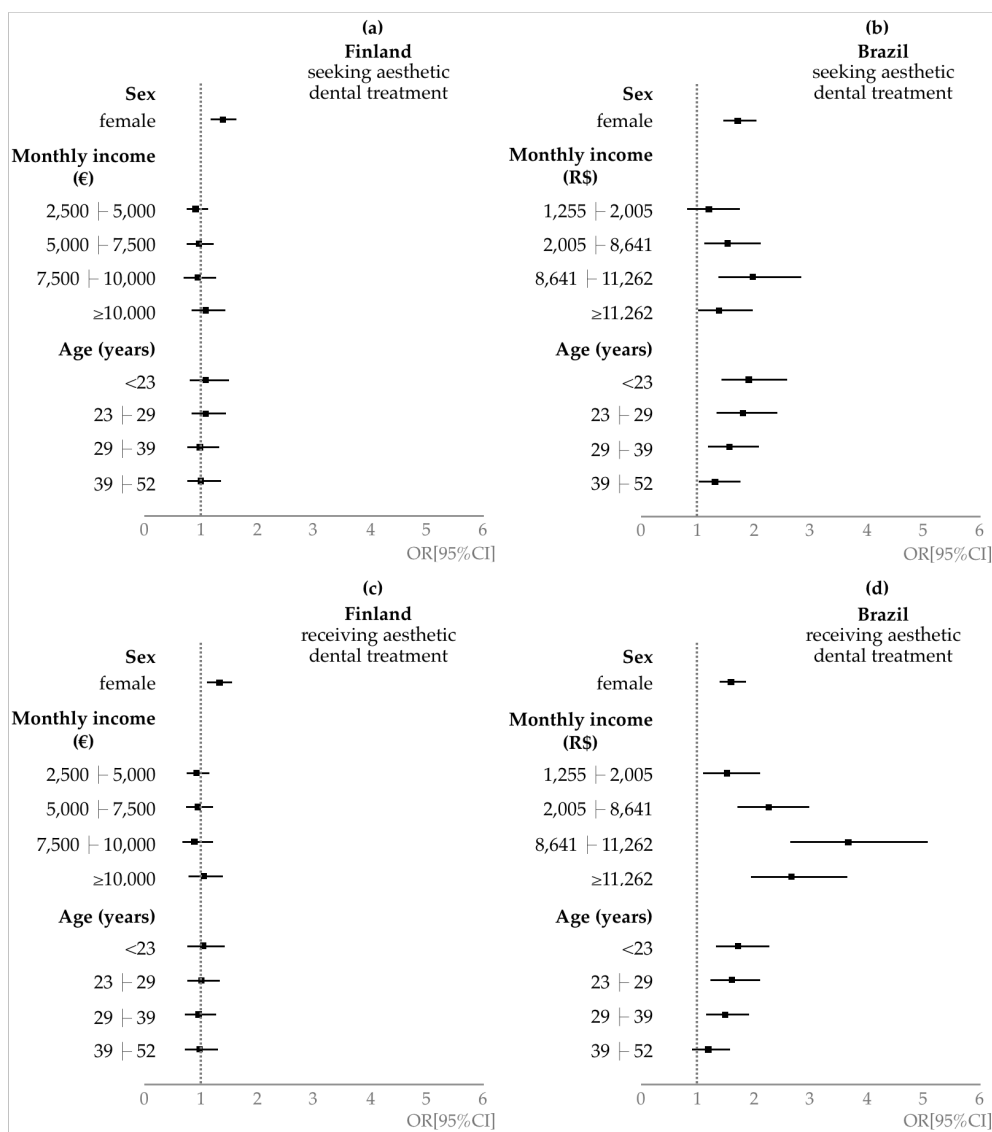 (a)
Finland
seeking aesthetic
dental treatment
Sex
female
Monthly income
(€)
2,500 ⊢ 5,000
5,000 ⊢ 7,500
7,500 ⊢ 10,000
≥10,000
Age (years)
<23
23 ⊢ 29
29 ⊢ 39
39 ⊢ 52
0 1 2 3 4 5 6
OR[95%CI]
(b)
Brazil
seeking aesthetic
dental treatment
Sex
female
Monthly income
(R$)
1,255 ⊢ 2,005
2,005 ⊢ 8,641
8,641 ⊢ 11,262
≥11,262
Age (years)
<23
23 ⊢ 29
29 ⊢ 39
39 ⊢ 52
0 1 2 3 4 5 6
OR[95%CI]
(c)
Finland
receiving aesthetic
dental treatment
Sex
female
Monthly income
(€)
2,500 ⊢ 5,000
5,000 ⊢ 7,500
7,500 ⊢ 10,000
≥10,000
Age (years)
<23
23 ⊢ 29
29 ⊢ 39
39 ⊢ 52
0 1 2 3 4 5 6
OR[95%CI]
(d)
Brazil
receiving aesthetic
dental treatment
Sex
female
Monthly income
(R$)
1,255 ⊢ 2,005
2,005 ⊢ 8,641
8,641 ⊢ 11,262
≥11,262
Age (years)
<23
23 ⊢ 29
29 ⊢ 39
39 ⊢ 52
0 1 2 3 4 5 6
OR[95%CI]